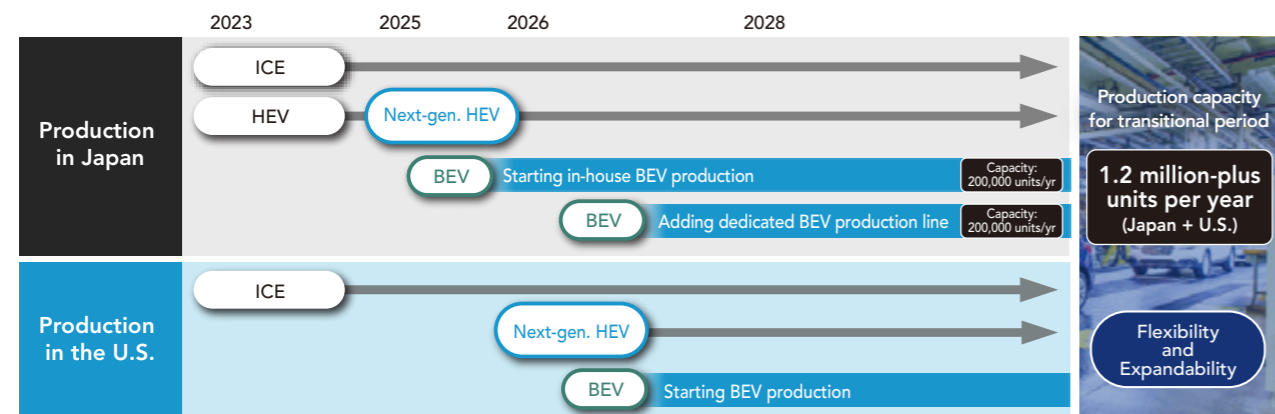 2023
2025
2026
2028
Production
in Japan
ICE
HEV
Next-gen. HEV
BEV
Starting in-house BEV production
Capacity:
200,000 units/yr
BEV
Adding dedicated BEV production line
Capacity:
200,000 units/yr
Production
in the U.S.
ICE
Next-gen. HEV
BEV
Starting BEV production
Production capacity
for transitional period
1.2 million-plus
units per year
(Japan + U.S.)
Flexibility
and
Expandability